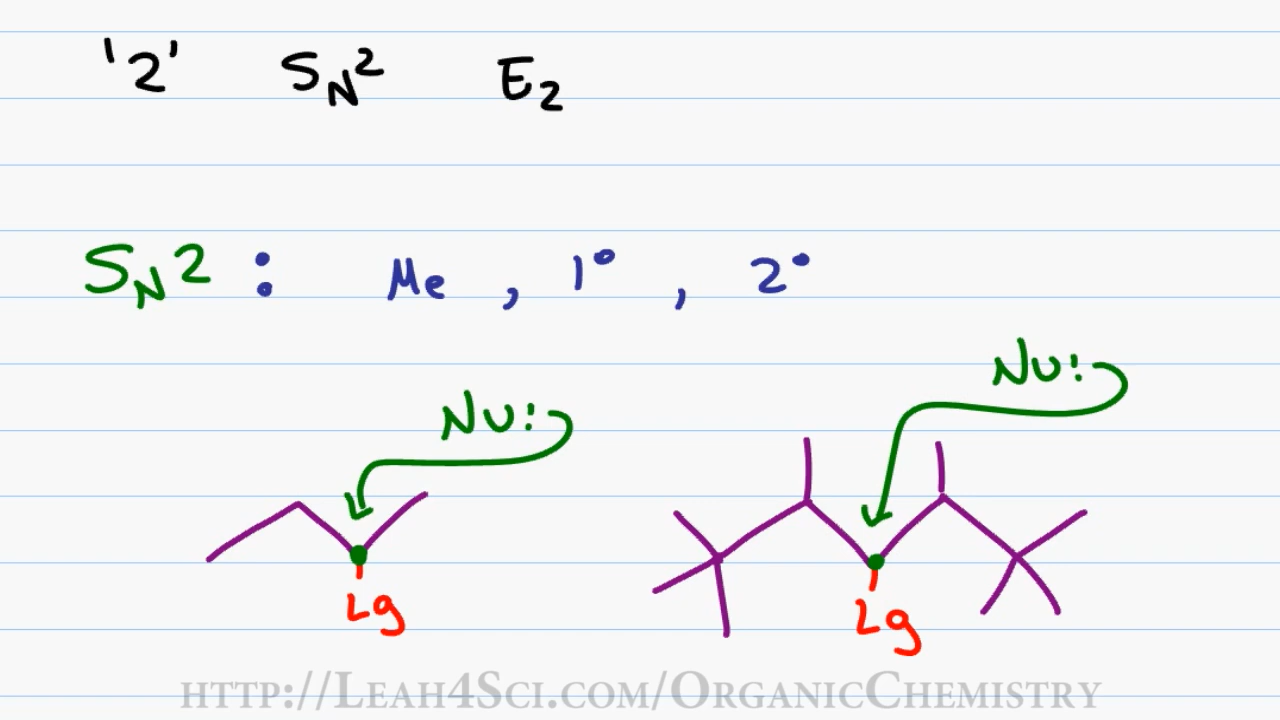 '2' SN2 E2
SN2 : Me , 1° , 2°
Nu:
Nu:
Lg
Lg
http://Leah4Sci.com/OrganicChemistry